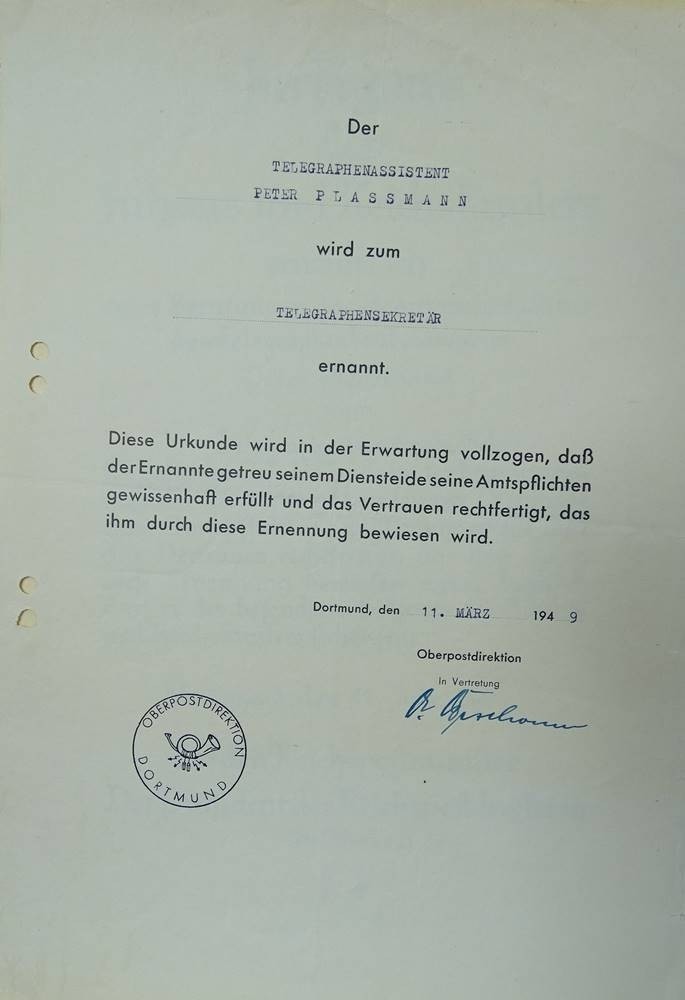 Der
TELEGRAPHENASSISTENT
PETER P L A S S M A N N
wird zum
TELEGRAPHENSEKRETÄR
ernannt.
Diese Urkunde wird in der Erwartung vollzogen, daß
der Ernannte getreu seinem Diensteide seine Amtspflichten
gewissenhaft erfüllt und das Vertrauen rechtfertigt, das
ihm durch diese Ernennung bewiesen wird.
Dortmund, den 11. MÄRZ 194 9
Oberpostdirektion
In Vertretung
OBERPOSTDIREKTION
DORTMUND